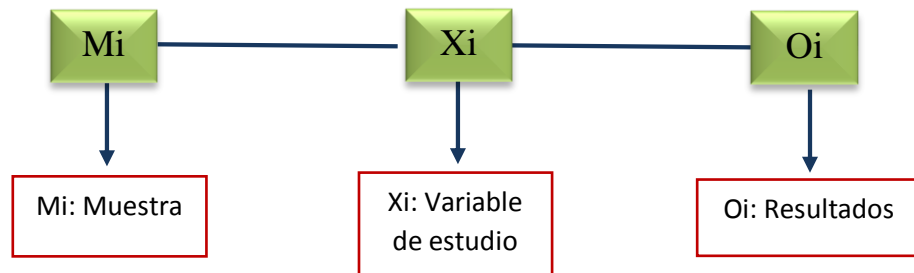 Mi
Xi
Oi
Mi: Muestra
Xi: Variable
de estudio
Oi: Resultados